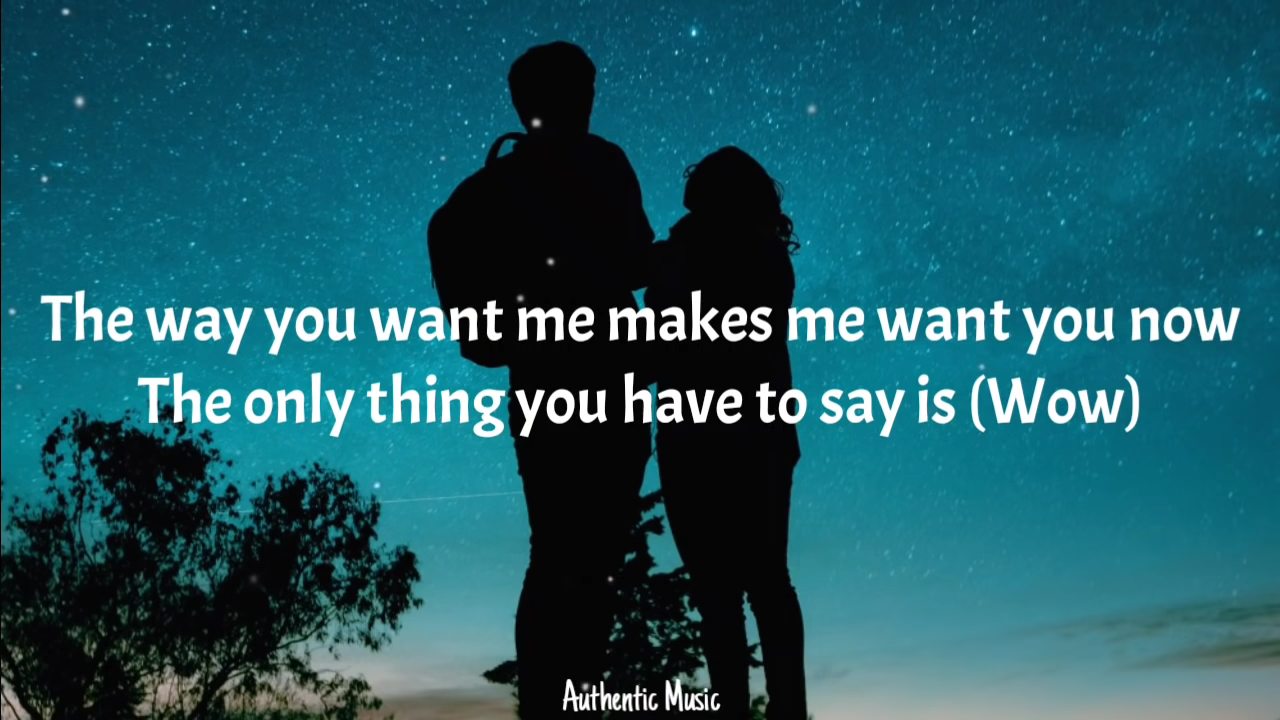 The way you want me makes me want you now
The only thing you have to say is (Wow)
Authentic Music